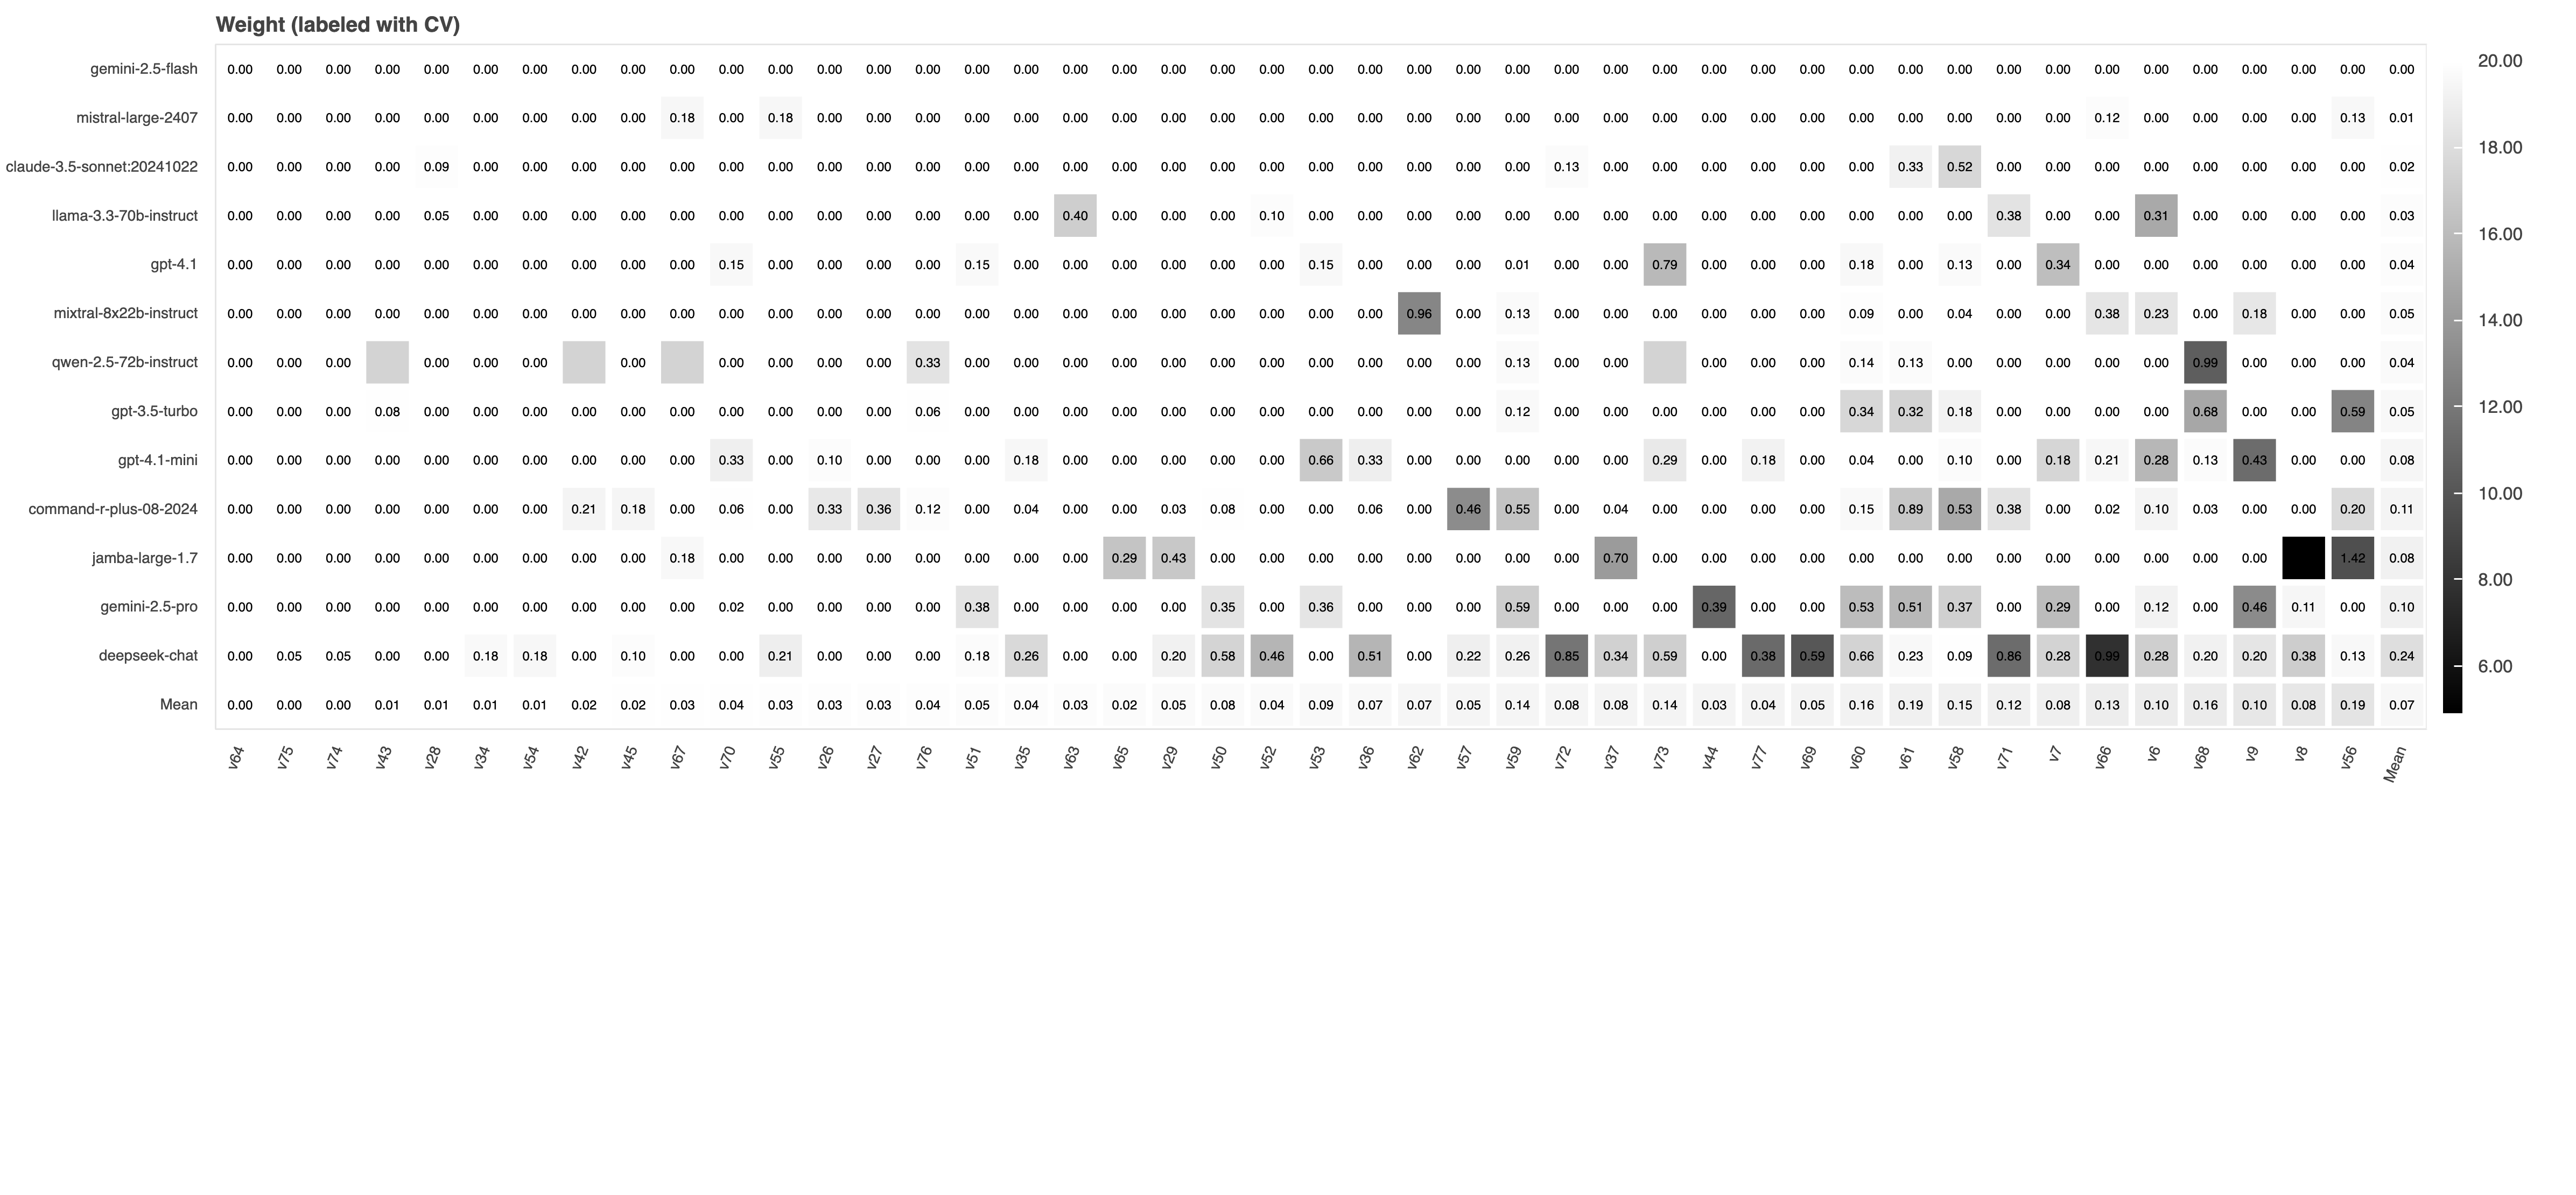 Weight (labeled with CV)
gemini-2.5-flash 0.00 0.00 0.00 0.00 0.00 0.00 0.00 0.00 0.00 0.00 0.00 0.00 0.00 0.00 0.00 0.00 0.00 0.00 0.00 0.00 0.00 0.00 0.00 0.00 0.00 0.00 0.00 0.00 0.00 0.00 0.00 0.00 0.00 0.00 0.00 0.00 0.00 0.00 0.00 0.00 0.00 0.00 0.00 0.00 0.00
mistral-large-2407 0.00 0.00 0.00 0.00 0.00 0.00 0.00 0.00 0.00 0.18 0.00 0.18 0.00 0.00 0.00 0.00 0.00 0.00 0.00 0.00 0.00 0.00 0.00 0.00 0.00 0.00 0.00 0.00 0.00 0.00 0.00 0.00 0.00 0.00 0.00 0.00 0.00 0.00 0.12 0.00 0.00 0.00 0.00 0.13 0.01
claude-3.5-sonnet:20241022 0.00 0.00 0.00 0.00 0.09 0.00 0.00 0.00 0.00 0.00 0.00 0.00 0.00 0.00 0.00 0.00 0.00 0.00 0.00 0.00 0.00 0.00 0.00 0.00 0.00 0.00 0.00 0.13 0.00 0.00 0.00 0.00 0.00 0.00 0.33 0.52 0.00 0.00 0.00 0.00 0.00 0.00 0.00 0.00 0.02
llama-3.3-70b-instruct 0.00 0.00 0.00 0.00 0.05 0.00 0.00 0.00 0.00 0.00 0.00 0.00 0.00 0.00 0.00 0.00 0.00 0.40 0.00 0.00 0.00 0.10 0.00 0.00 0.00 0.00 0.00 0.00 0.00 0.00 0.00 0.00 0.00 0.00 0.00 0.00 0.38 0.00 0.00 0.31 0.00 0.00 0.00 0.00 0.03
gpt-4.1 0.00 0.00 0.00 0.00 0.00 0.00 0.00 0.00 0.00 0.00 0.15 0.00 0.00 0.00 0.00 0.15 0.00 0.00 0.00 0.00 0.00 0.00 0.15 0.00 0.00 0.00 0.01 0.00 0.00 0.79 0.00 0.00 0.00 0.18 0.00 0.13 0.00 0.34 0.00 0.00 0.00 0.00 0.00 0.00 0.04
mixtral-8x22b-instruct 0.00 0.00 0.00 0.00 0.00 0.00 0.00 0.00 0.00 0.00 0.00 0.00 0.00 0.00 0.00 0.00 0.00 0.00 0.00 0.00 0.00 0.00 0.00 0.00 0.96 0.00 0.13 0.00 0.00 0.00 0.00 0.00 0.00 0.09 0.00 0.04 0.00 0.00 0.38 0.23 0.00 0.18 0.00 0.00 0.05
qwen-2.5-72b-instruct 0.00 0.00 0.00 0.00 0.00 0.00 0.00 0.00 0.00 0.00 0.00 0.33 0.00 0.00 0.00 0.00 0.00 0.00 0.00 0.00 0.00 0.00 0.00 0.13 0.00 0.00 0.00 0.00 0.00 0.14 0.13 0.00 0.00 0.00 0.00 0.00 0.99 0.00 0.00 0.00 0.04
gpt-3.5-turbo 0.00 0.00 0.00 0.08 0.00 0.00 0.00 0.00 0.00 0.00 0.00 0.00 0.00 0.00 0.06 0.00 0.00 0.00 0.00 0.00 0.00 0.00 0.00 0.00 0.00 0.00 0.12 0.00 0.00 0.00 0.00 0.00 0.00 0.34 0.32 0.18 0.00 0.00 0.00 0.00 0.68 0.00 0.00 0.59 0.05
gpt-4.1-mini 0.00 0.00 0.00 0.00 0.00 0.00 0.00 0.00 0.00 0.00 0.33 0.00 0.10 0.00 0.00 0.00 0.18 0.00 0.00 0.00 0.00 0.00 0.66 0.33 0.00 0.00 0.00 0.00 0.00 0.29 0.00 0.18 0.00 0.04 0.00 0.10 0.00 0.18 0.21 0.28 0.13 0.43 0.00 0.00 0.08
command-r-plus-08-2024 0.00 0.00 0.00 0.00 0.00 0.00 0.00 0.21 0.18 0.00 0.06 0.00 0.33 0.36 0.12 0.00 0.04 0.00 0.00 0.03 0.08 0.00 0.00 0.06 0.00 0.46 0.55 0.00 0.04 0.00 0.00 0.00 0.00 0.15 0.89 0.53 0.38 0.00 0.02 0.10 0.03 0.00 0.00 0.20 0.11
jamba-large-1.7 0.00 0.00 0.00 0.00 0.00 0.00 0.00 0.00 0.00 0.18 0.00 0.00 0.00 0.00 0.00 0.00 0.00 0.00 0.29 0.43 0.00 0.00 0.00 0.00 0.00 0.00 0.00 0.00 0.70 0.00 0.00 0.00 0.00 0.00 0.00 0.00 0.00 0.00 0.00 0.00 0.00 0.00 1.42 0.08
gemini-2.5-pro 0.00 0.00 0.00 0.00 0.00 0.00 0.00 0.00 0.00 0.00 0.02 0.00 0.00 0.00 0.00 0.38 0.00 0.00 0.00 0.00 0.35 0.00 0.36 0.00 0.00 0.00 0.59 0.00 0.00 0.00 0.39 0.00 0.00 0.53 0.51 0.37 0.00 0.29 0.00 0.12 0.00 0.46 0.11 0.00 0.10
deepseek-chat 0.00 0.05 0.05 0.00 0.00 0.18 0.18 0.00 0.10 0.00 0.00 0.21 0.00 0.00 0.00 0.18 0.26 0.00 0.00 0.20 0.58 0.46 0.00 0.51 0.00 0.22 0.26 0.85 0.34 0.59 0.00 0.38 0.59 0.66 0.23 0.09 0.86 0.28 0.99 0.28 0.20 0.20 0.38 0.13 0.24
Mean 0.00 0.00 0.00 0.01 0.01 0.01 0.01 0.02 0.02 0.03 0.04 0.03 0.03 0.03 0.04 0.05 0.04 0.03 0.02 0.05 0.08 0.04 0.09 0.07 0.07 0.05 0.14 0.08 0.08 0.14 0.03 0.04 0.05 0.16 0.19 0.15 0.12 0.08 0.13 0.10 0.16 0.10 0.08 0.19 0.07
v64 v75 v74 v43 v28 v34 v54 v42 v45 v67 v70 v55 v26 v27 v76 v51 v35 v63 v65 v29 v50 v52 v53 v36 v62 v57 v59 v72 v37 v73 v44 v77 v69 v60 v61 v58 v71 v7 v66 v6 v68 v9 v8 v56 Mean
20.00
18.00
16.00
14.00
12.00
10.00
8.00
6.00